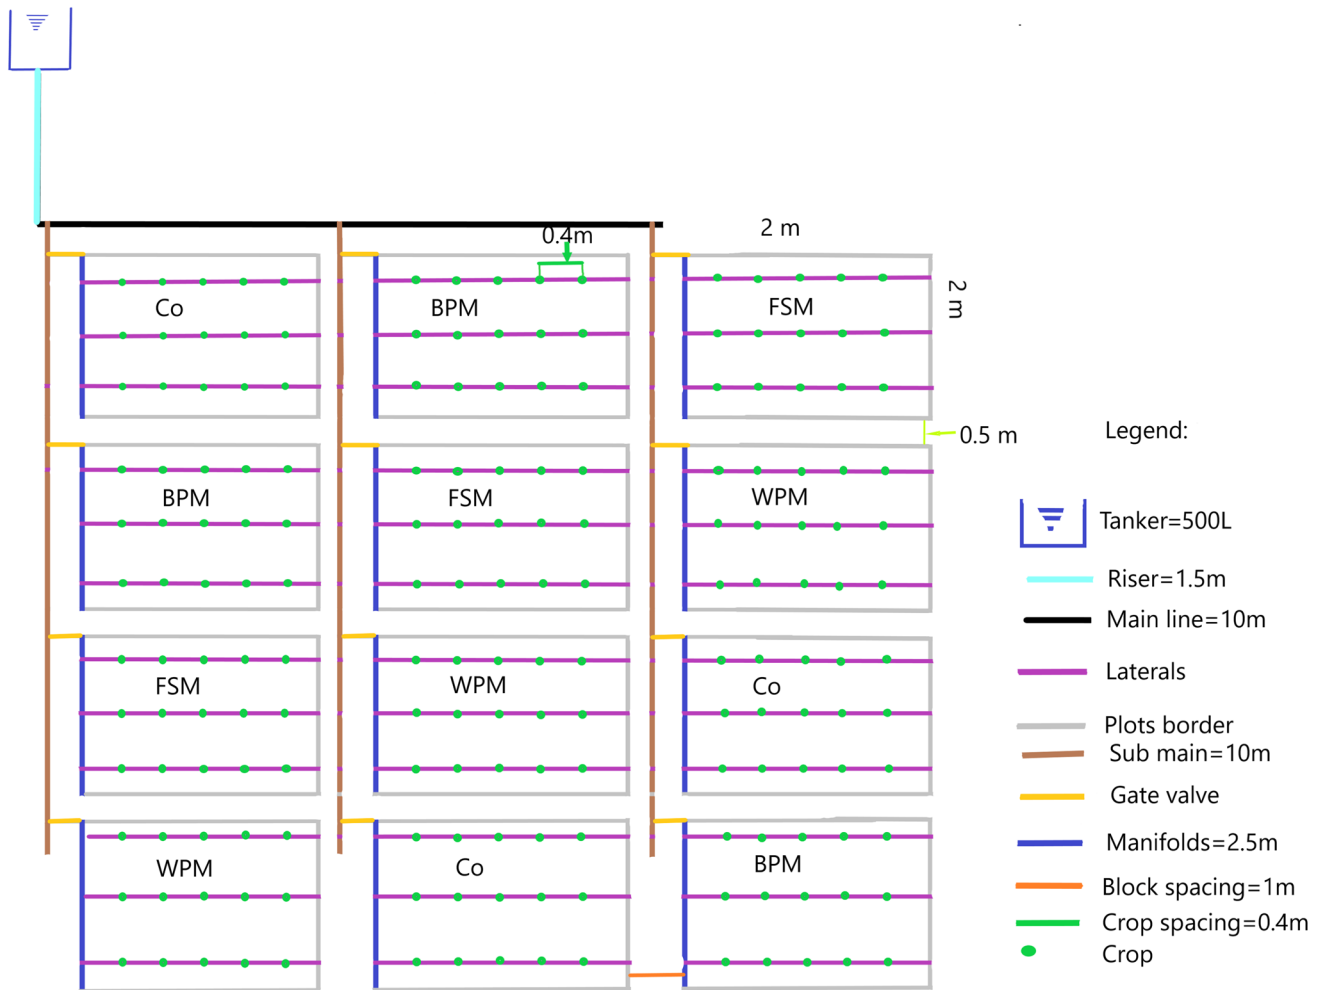 0.4m
2 m
Co
BPM
FSM
2 m
0.5 m
Legend:
BPM
FSM
WPM
Tanker=500L
Riser=1.5m
Main line=10m
Laterals
FSM
WPM
Co
Plots border
Sub main=10m
Gate valve
Manifolds=2.5m
WPM
Co
BPM
Block spacing=1m
Crop spacing=0.4m
Crop